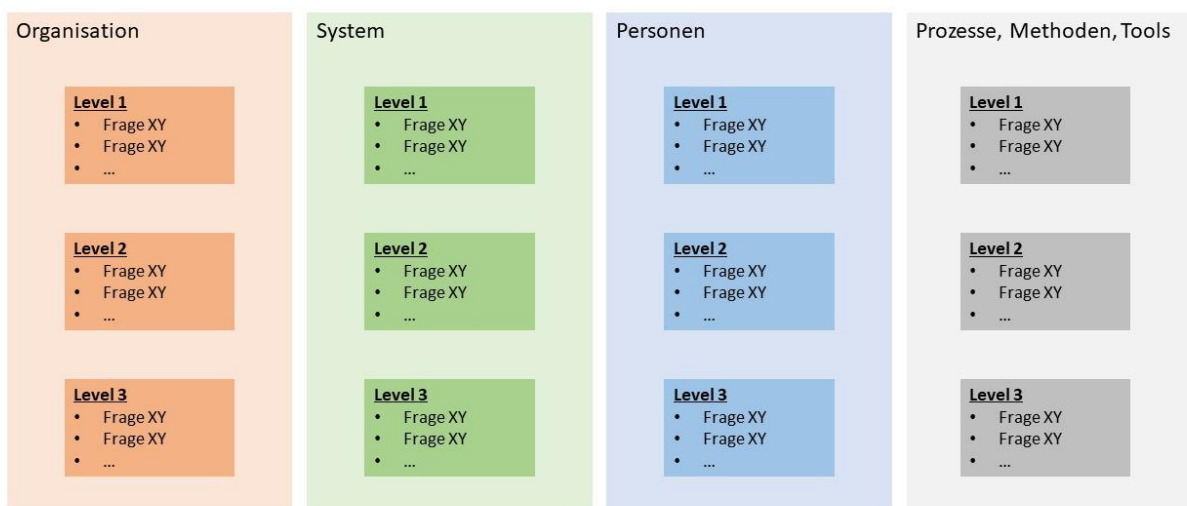 Organisation
Level 1
• Frage XY
• Frage XY
• ...
Level 2
• Frage XY
• Frage XY
• ...
Level 3
• Frage XY
• Frage XY
• ...
System
Level 1
• Frage XY
• Frage XY
• ...
Level 2
• Frage XY
• Frage XY
• ...
Level 3
• Frage XY
• Frage XY
• ...
Personen
Level 1
• Frage XY
• Frage XY
• ...
Level 2
• Frage XY
• Frage XY
• ...
Level 3
• Frage XY
• Frage XY
• ...
Prozesse, Methoden, Tools
Level 1
• Frage XY
• Frage XY
• ...
Level 2
• Frage XY
• Frage XY
• ...
Level 3
• Frage XY
• Frage XY
• ...